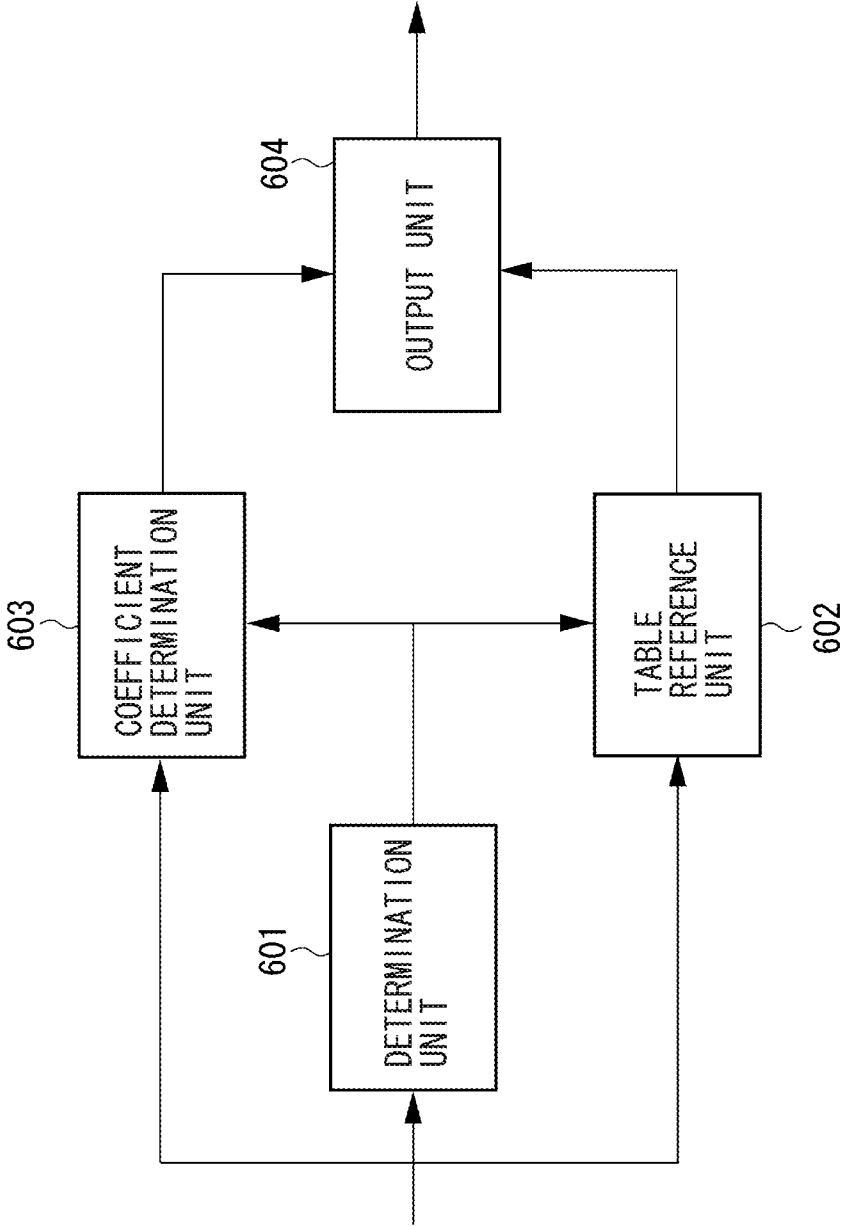 603
COEFFICIENT
DETERMINATION
UNIT
601
DETERMINATION
UNIT
604
OUTPUT UNIT
TABLE
REFERENCE
UNIT
602